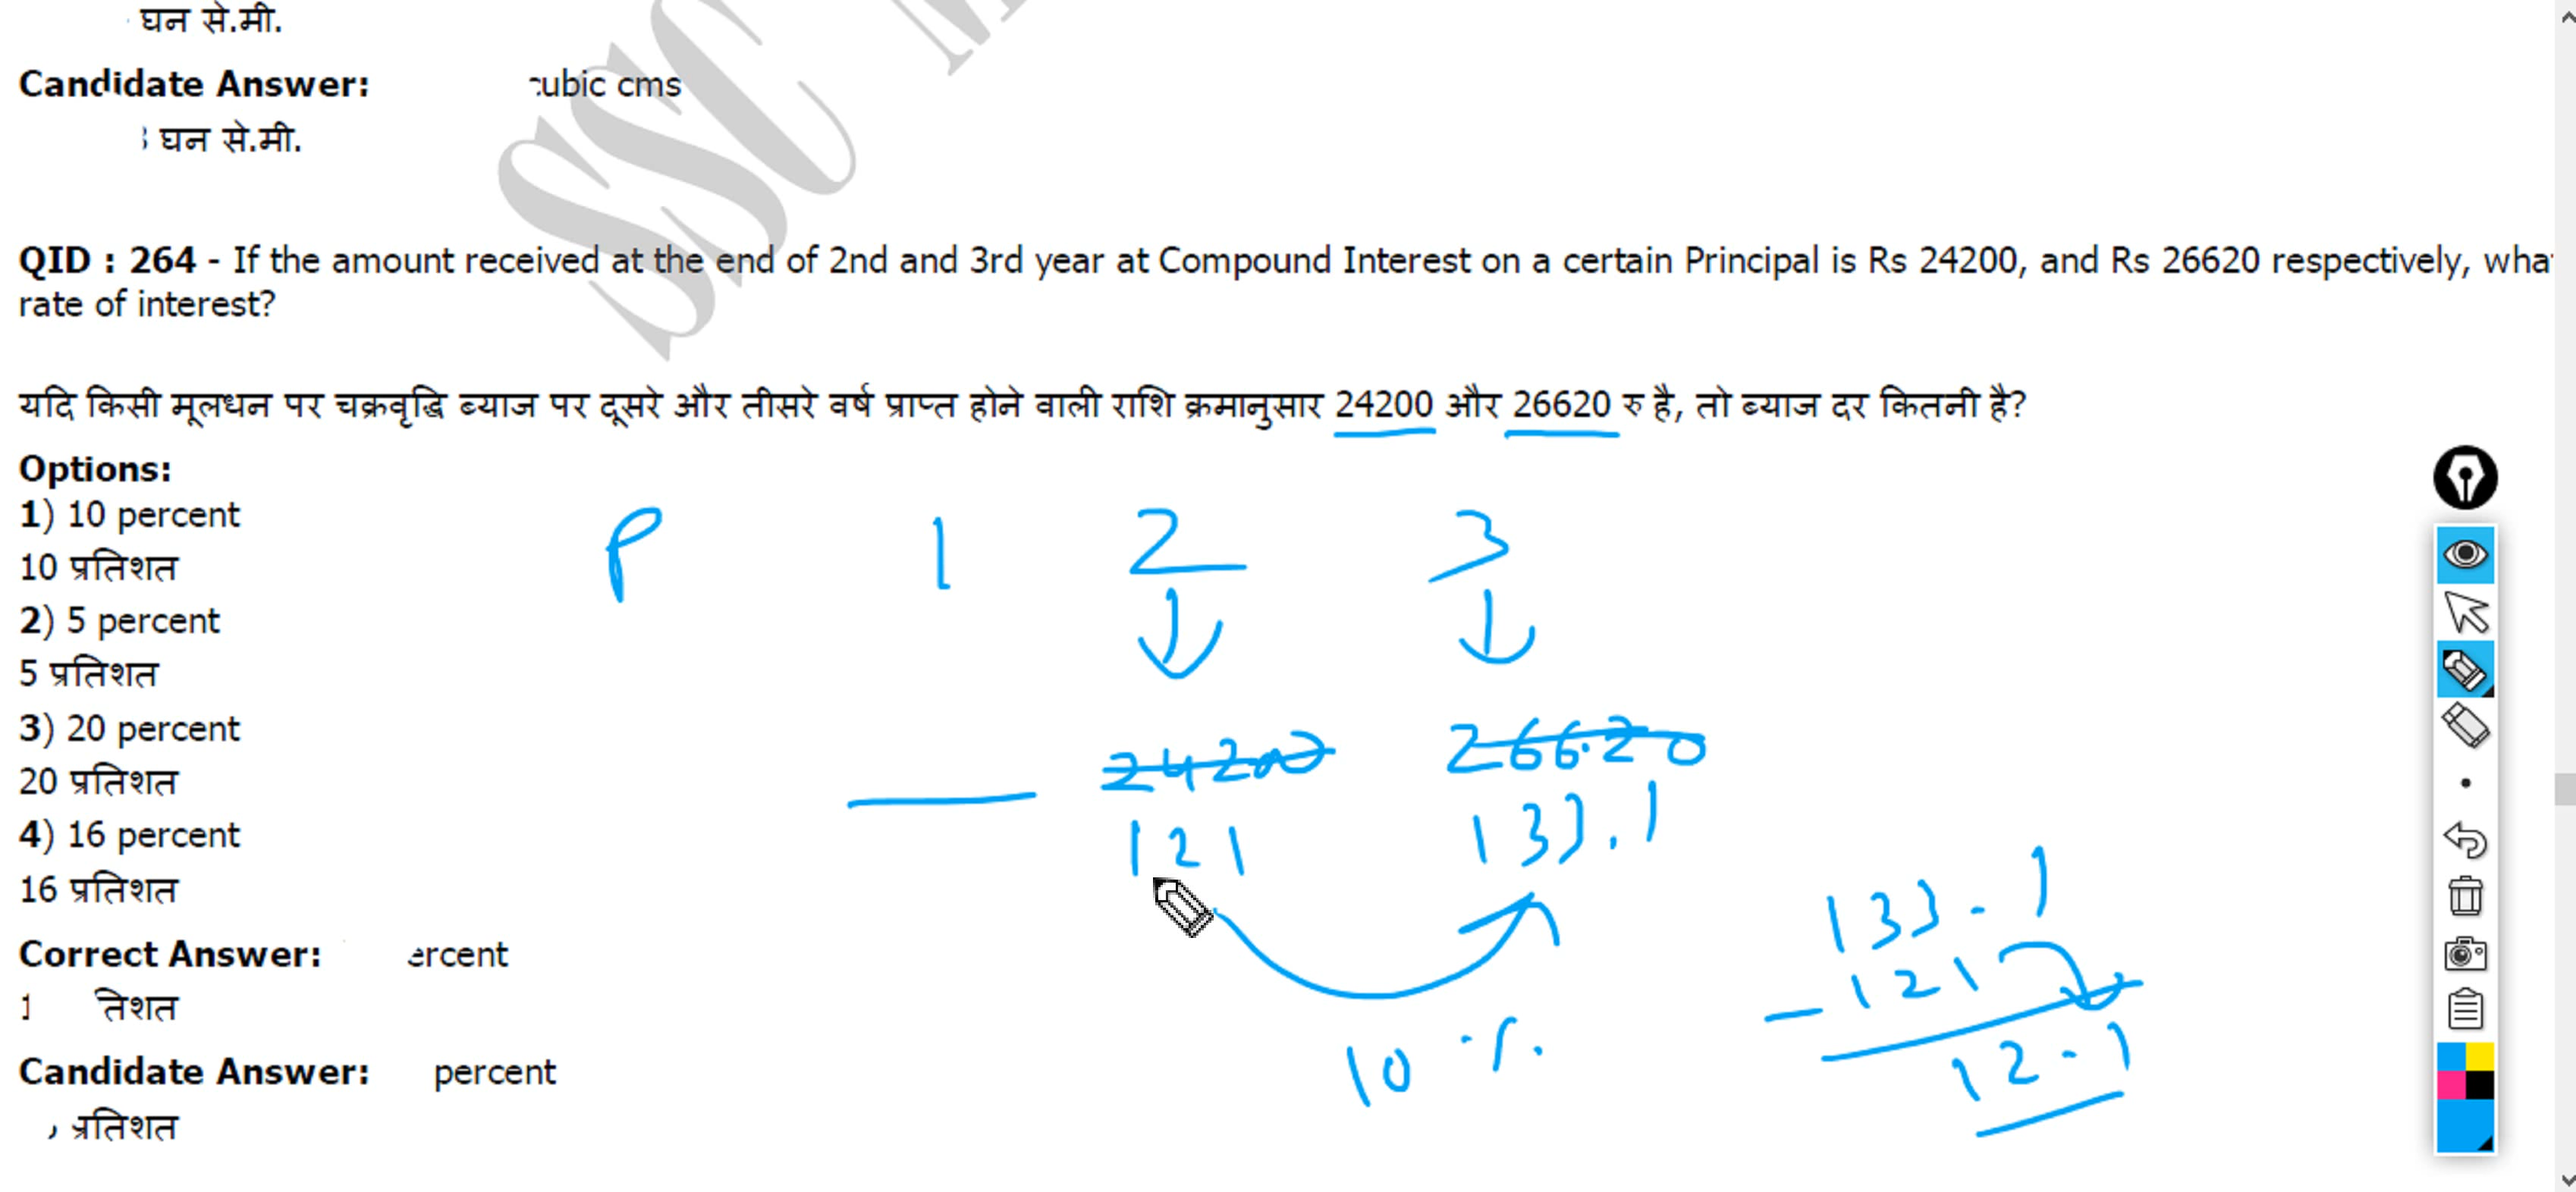 घन से.मी.
Candidate Answer: cubic cms
घन से.मी.
SSC
QID : 264 - If the amount received at the end of 2nd and 3rd year at Compound Interest on a certain Principal is Rs 24200, and Rs 26620 respectively, wha
rate of interest?
यदि किसी मूलधन पर चक्रवृद्धि ब्याज पर दूसरे और तीसरे वर्ष प्राप्त होने वाली राशि क्रमानुसार 24200 और 26620 रु है, तो ब्याज दर कितनी है?
Options:
1) 10 percent
10 प्रतिशत
2) 5 percent
5 प्रतिशत
3) 20 percent
20 प्रतिशत
4) 16 percent
16 प्रतिशत
P 1 2 3
24200 26620
121 133.1
10 %
133.1
- 121
12.1
Correct Answer: ercent
1 तिशत
Candidate Answer: percent
प्रतिशत